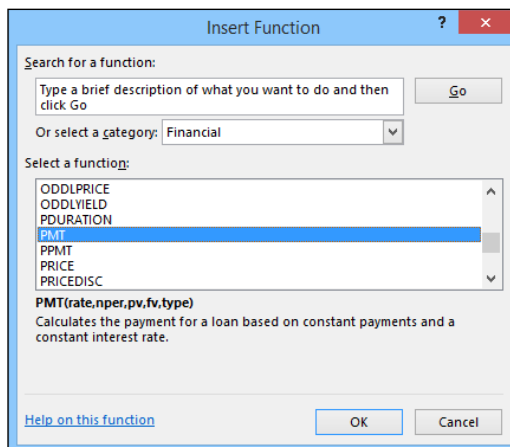 Insert Function
?
Search for a function:
Type a brief description of what you want to do and then
click Go
Go
Or select a category: Financial
Select a function:
ODDLPRICE
ODDLYIELD
PDURATION
PMT
PPMT
PRICE
PRICEDISC
PMT(rate,nper,pv,fv,type)
Calculates the payment for a loan based on constant payments and a
constant interest rate.
Help on this function
OK
Cancel